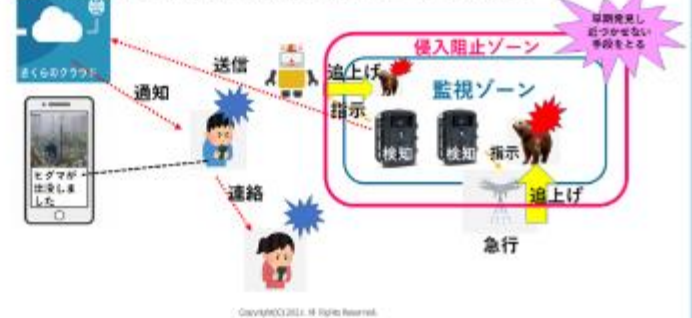 早期発見し
近つかせない
手段をとる
さくらのクラウド
侵入阻止ゾーン
送信
追上げ
監視ゾーン
通知
指示
検知
検知
指示
ヒグマが
出没しま
した
連絡
追上げ
急行